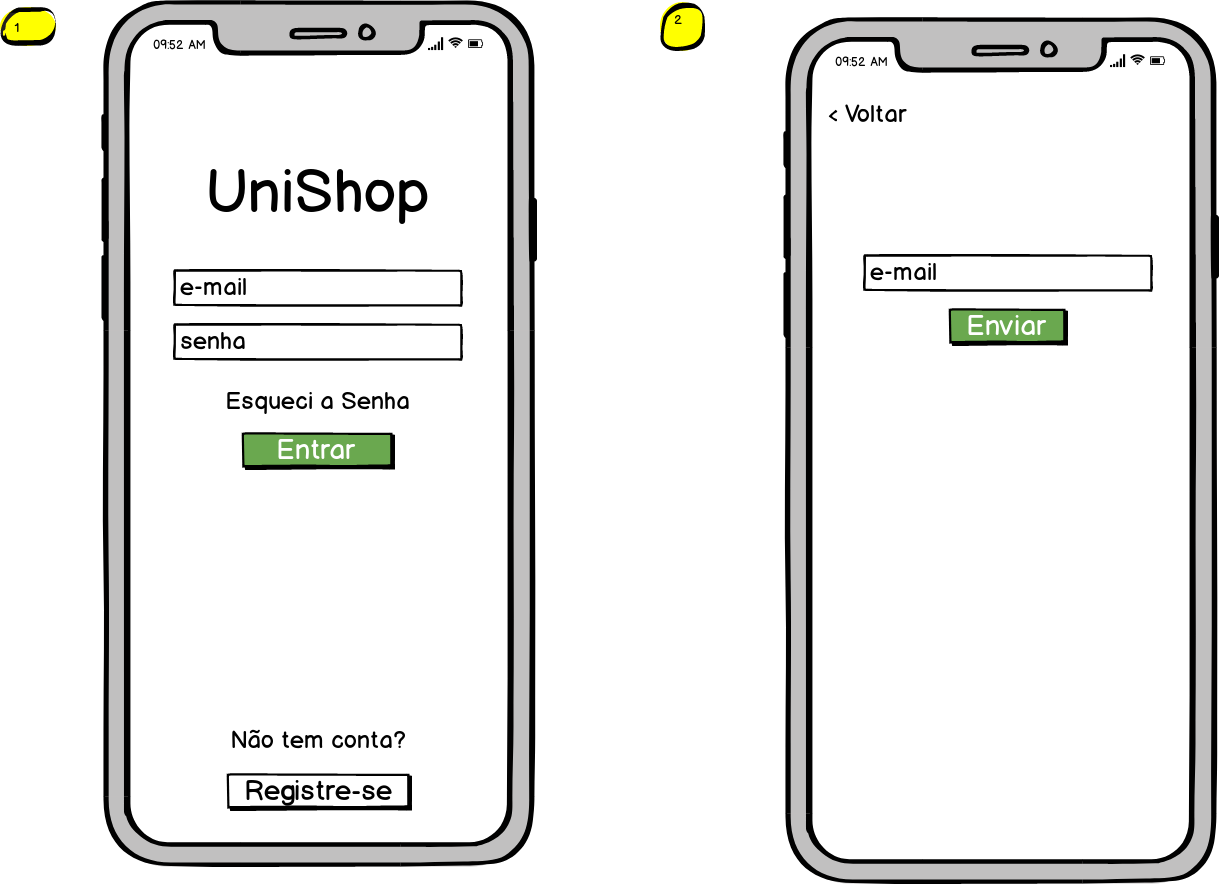 1
09:52 AM
UniShop
e-mail
senha
Esqueci a Senha
Entrar
Não tem conta?
Registre-se
2
09:52 AM
< Voltar
e-mail
Enviar